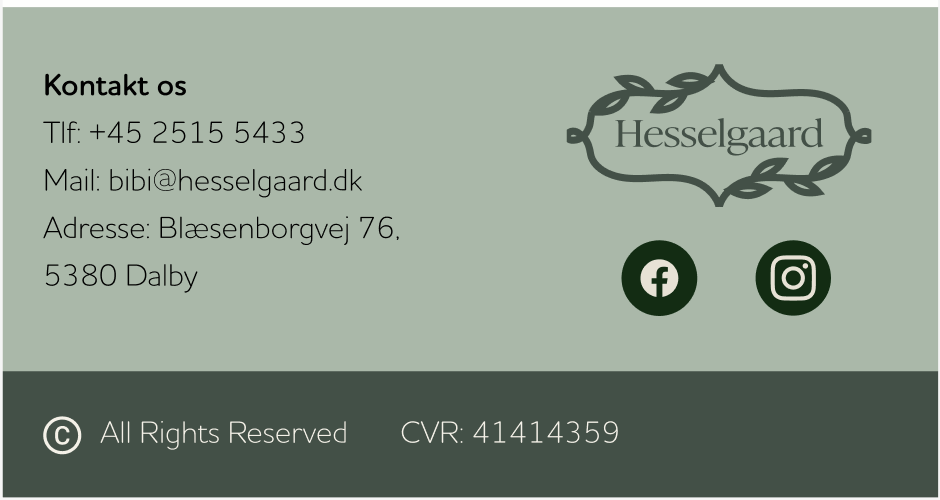 Kontakt os
Tlf: +45 2515 5433
Mail: bibi@hesselgaard.dk
Adresse: Blæsenborgvej 76,
5380 Dalby
Hesselgaard
© All Rights Reserved CVR: 41414359